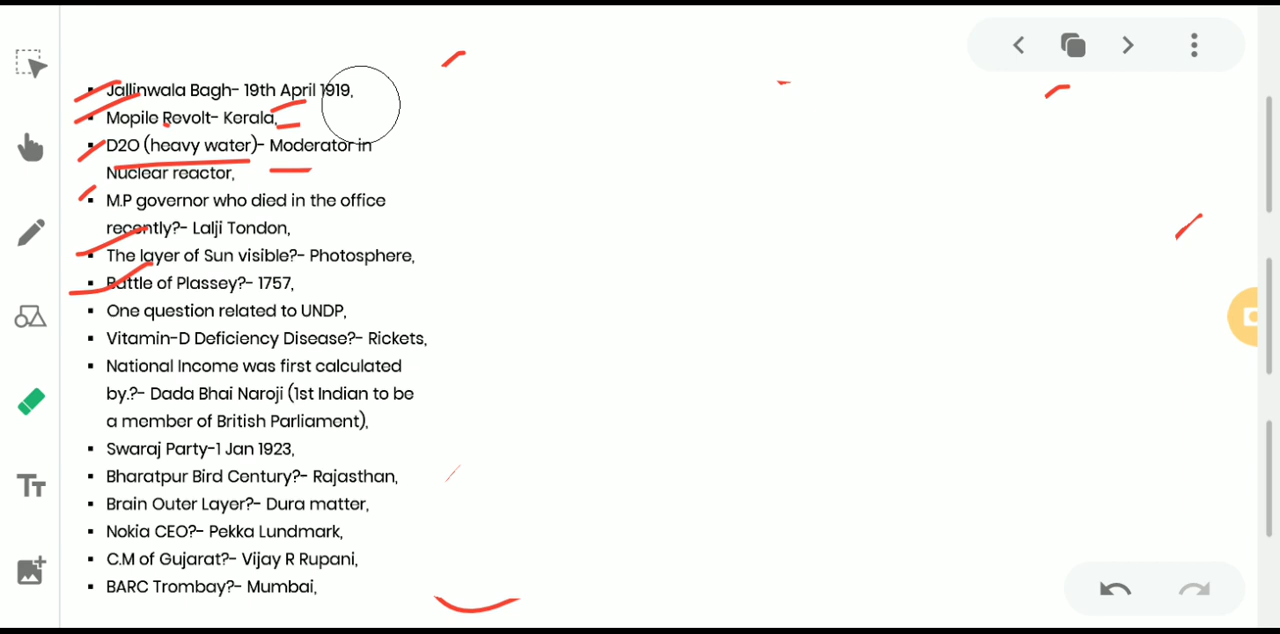 ▪ Jallinwala Bagh- 19th April 1919,
▪ Mopile Revolt- Kerala,
▪ D2O (heavy water)- Moderator in
Nuclear reactor,
▪ M.P governor who died in the office
recently?- Lalji Tondon,
▪ The layer of Sun visible?- Photosphere,
▪ Battle of Plassey?- 1757,
▪ One question related to UNDP,
▪ Vitamin-D Deficiency Disease?- Rickets,
▪ National Income was first calculated
by.?- Dada Bhai Naroji (1st Indian to be
a member of British Parliament),
▪ Swaraj Party-1 Jan 1923,
▪ Bharatpur Bird Century?- Rajasthan,
▪ Brain Outer Layer?- Dura matter,
▪ Nokia CEO?- Pekka Lundmark,
▪ C.M of Gujarat?- Vijay R Rupani,
▪ BARC Trombay?- Mumbai,
TT